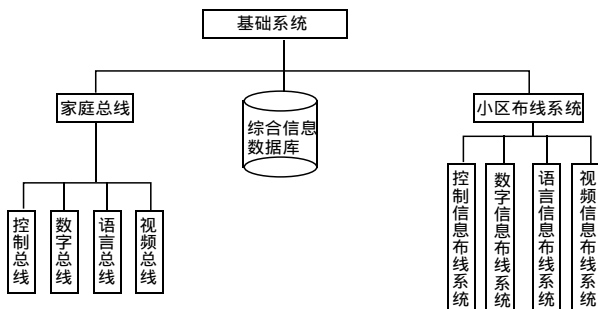 基础系统
家庭总线
综合信息
数据库
小区布线系统
控制总线
数字总线
语言总线
视频总线
控制信息布线系统
数字信息布线系统
语言信息布线系统
视频信息布线系统